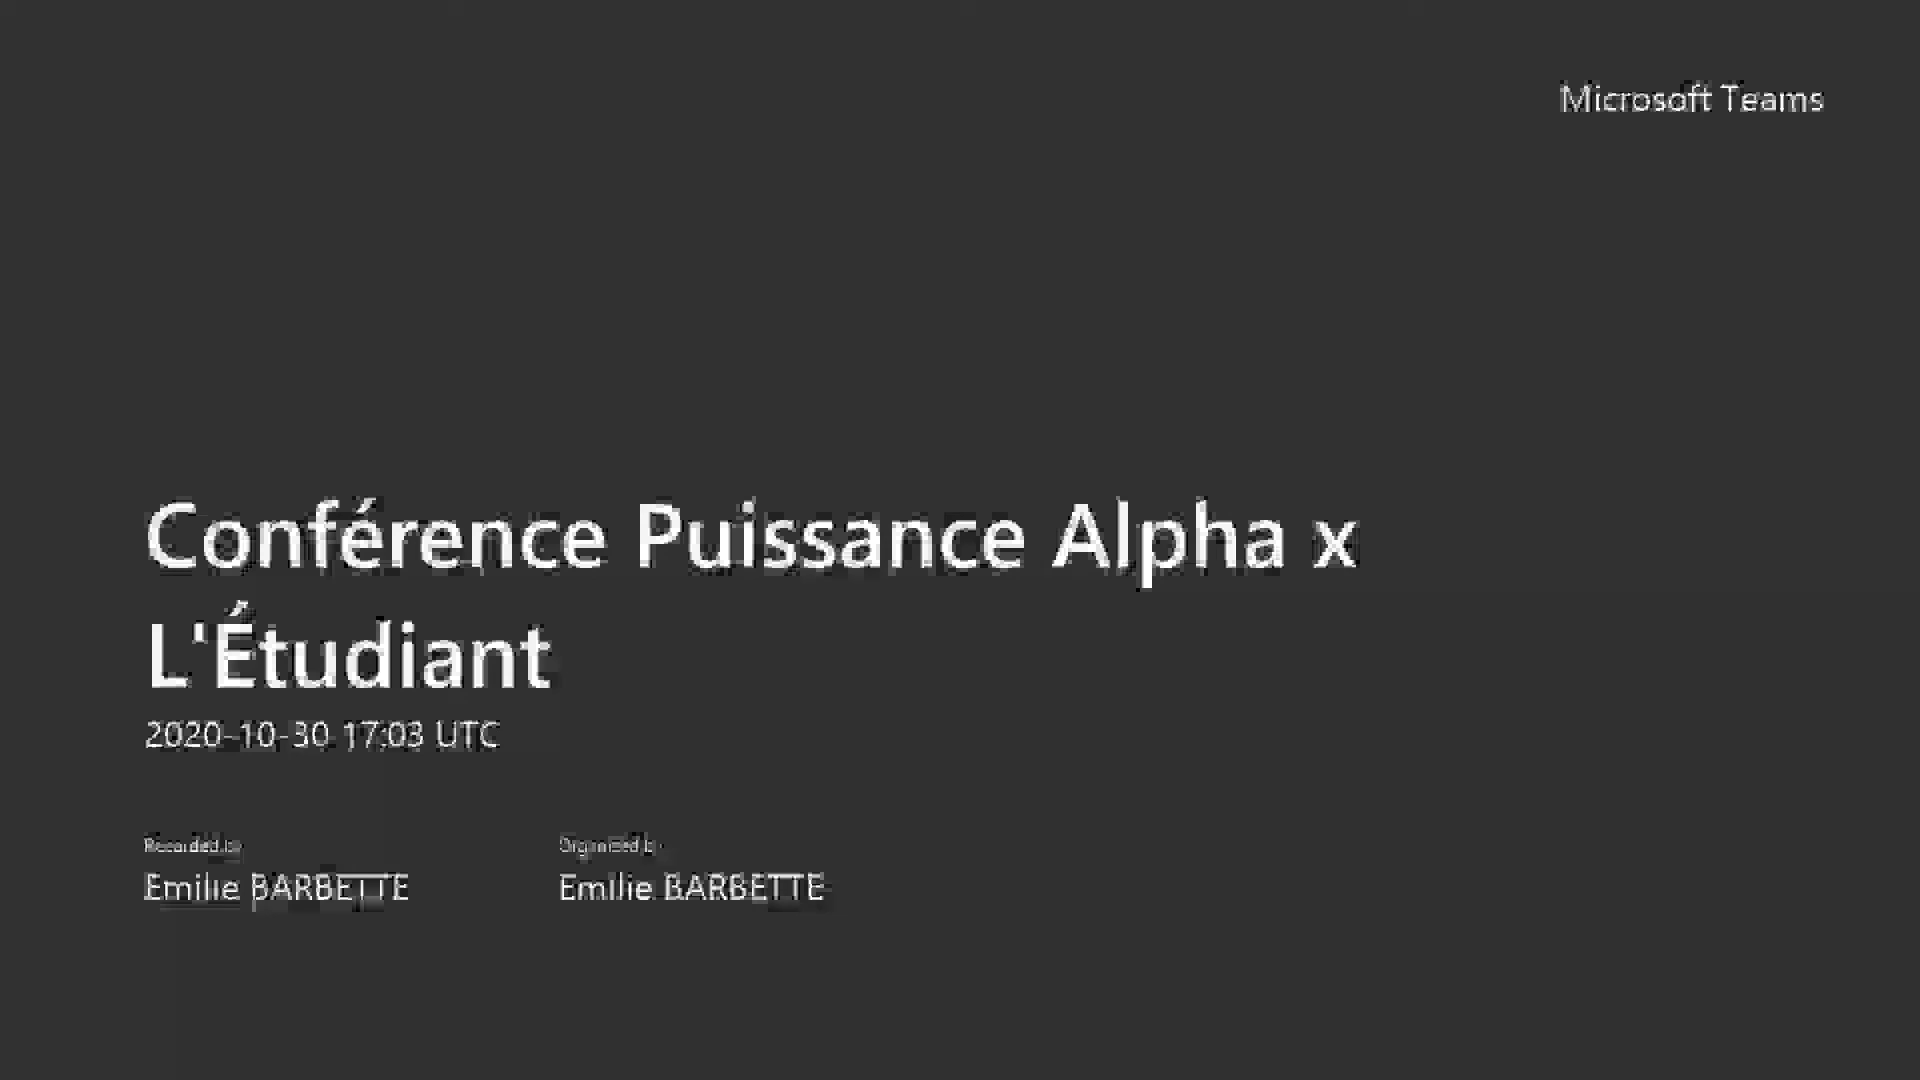 Microsoft Teams
Conférence Puissance Alpha x
L'Étudiant
2020-10-30 17:03 UTC
Recorded by
Organized by
Emilie BARBETTE
Emilie BARBETTE